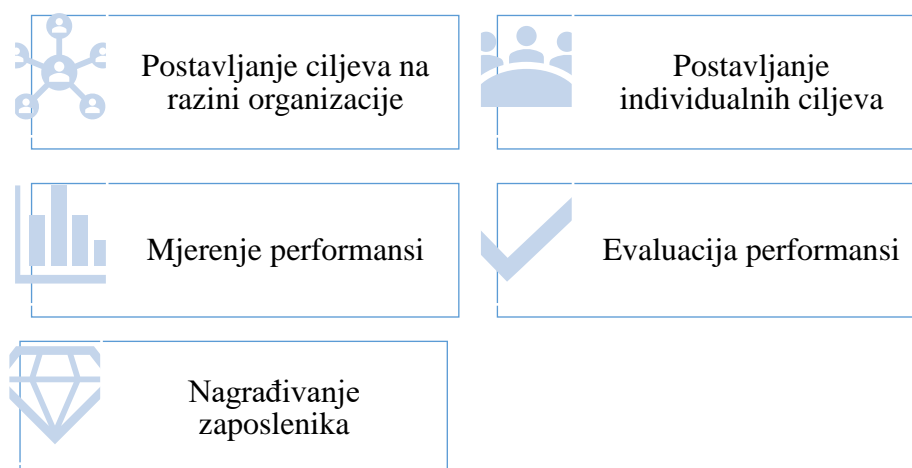 Postavljanje ciljeva na
razini organizacije
Postavljanje
individualnih ciljeva
Mjerenje performansi
Evaluacija performansi
Nagrađivanje
zaposlenika